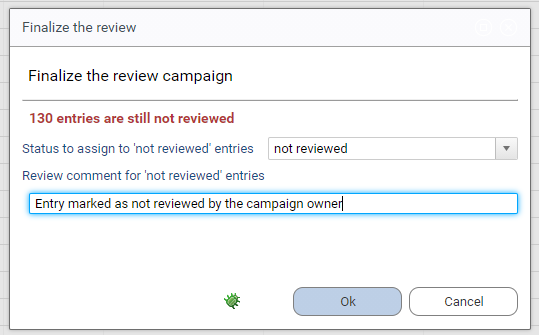 Finalize the review
Finalize the review campaign
130 entries are still not reviewed
Status to assign to 'not reviewed' entries not reviewed
Review comment for 'not reviewed' entries
Entry marked as not reviewed by the campaign owner
Ok Cancel